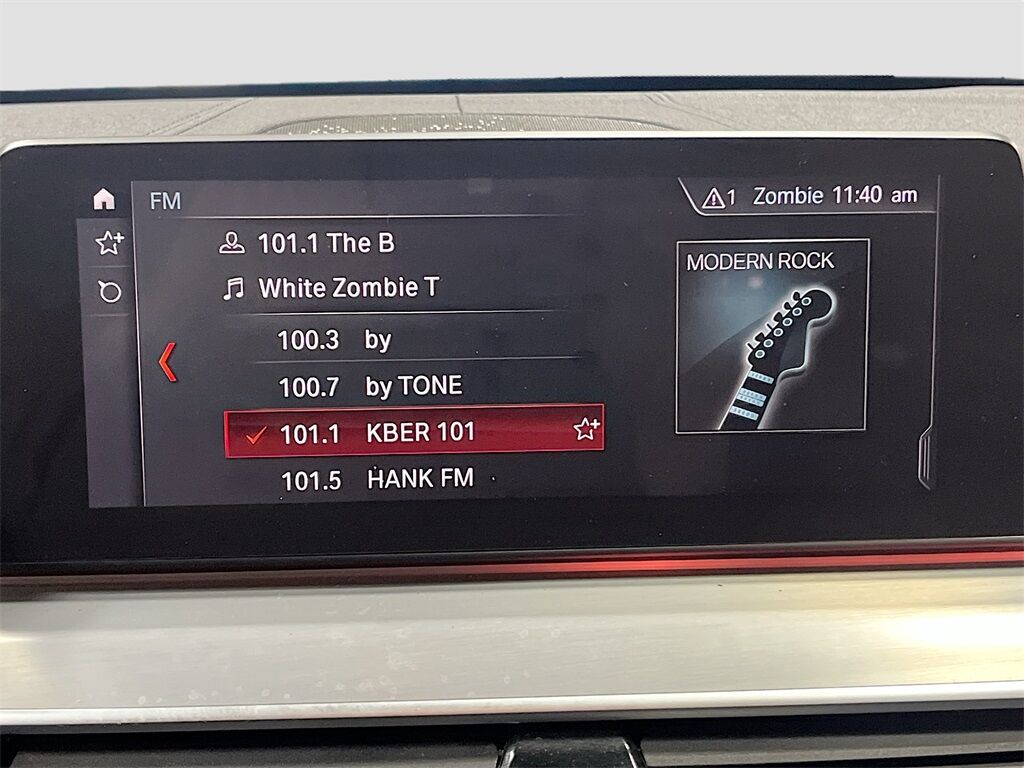 FM
1 Zombie 11:40 am
101.1 The B
White Zombie T
MODERN ROCK
100.3 by
100.7 by TONE
101.1 KBER 101
101.5 HANK FM